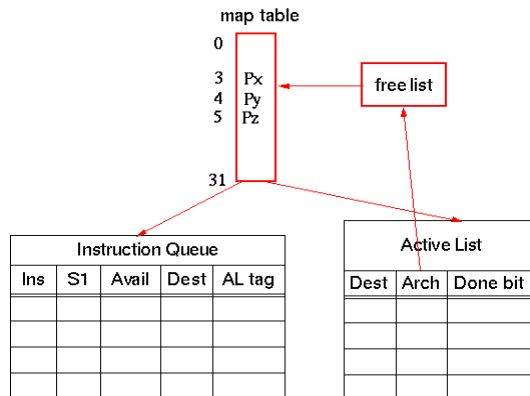 map table
0
3 Px
4 Py
5 Pz
free list
31
Instruction Queue
Ins S1 Avail Dest AL tag
Active List
Dest Arch Done bit